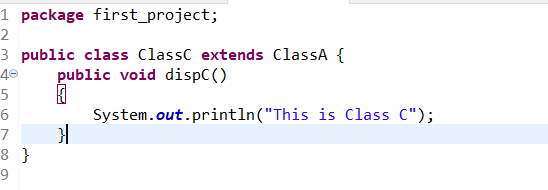 1 package first_project;
2
3 public class ClassC extends ClassA {
4 public void dispC()
5 {
6 System.out.println("This is Class C");
7 }
8 }
9